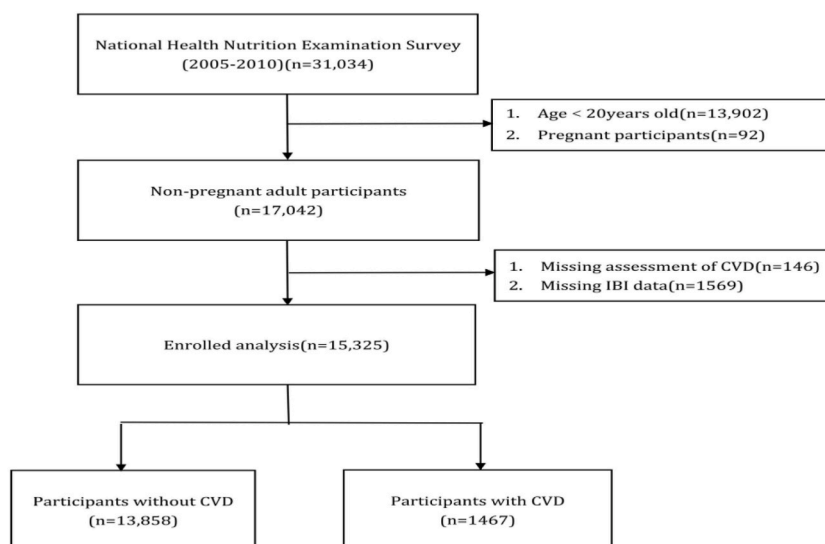 National Health Nutrition Examination Survey
(2005-2010)(n=31,034)
1. Age < 20years old(n=13,902)
2. Pregnant participants(n=92)
Non-pregnant adult participants
(n=17,042)
1. Missing assessment of CVD(n=146)
2. Missing IBI data(n=1569)
Enrolled analysis(n=15,325)
Participants without CVD
(n=13,858)
Participants with CVD
(n=1467)